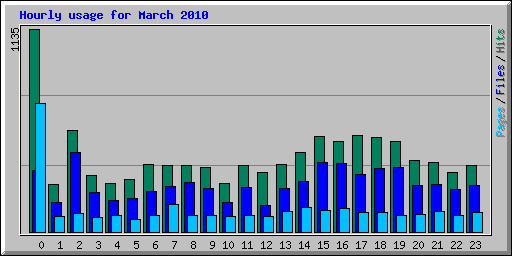 Hourly usage for March 2010
1135
Pages/Files/Hits
0 1 2 3 4 5 6 7 8 9 10 11 12 13 14 15 16 17 18 19 20 21 22 23